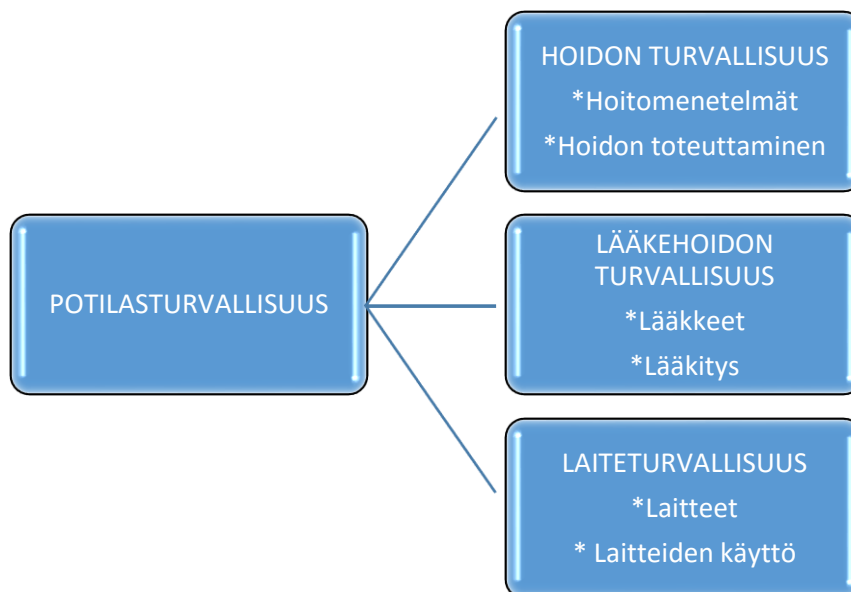 POTILASTURVALLISUUS
HOIDON TURVALLISUUS
*Hoitomenetelmät
*Hoidon toteuttaminen
LÄÄKEHOIDON
TURVALLISUUS
*Lääkkeet
*Lääkitys
LAITETURVALLISUUS
*Laitteet
* Laitteiden käyttö